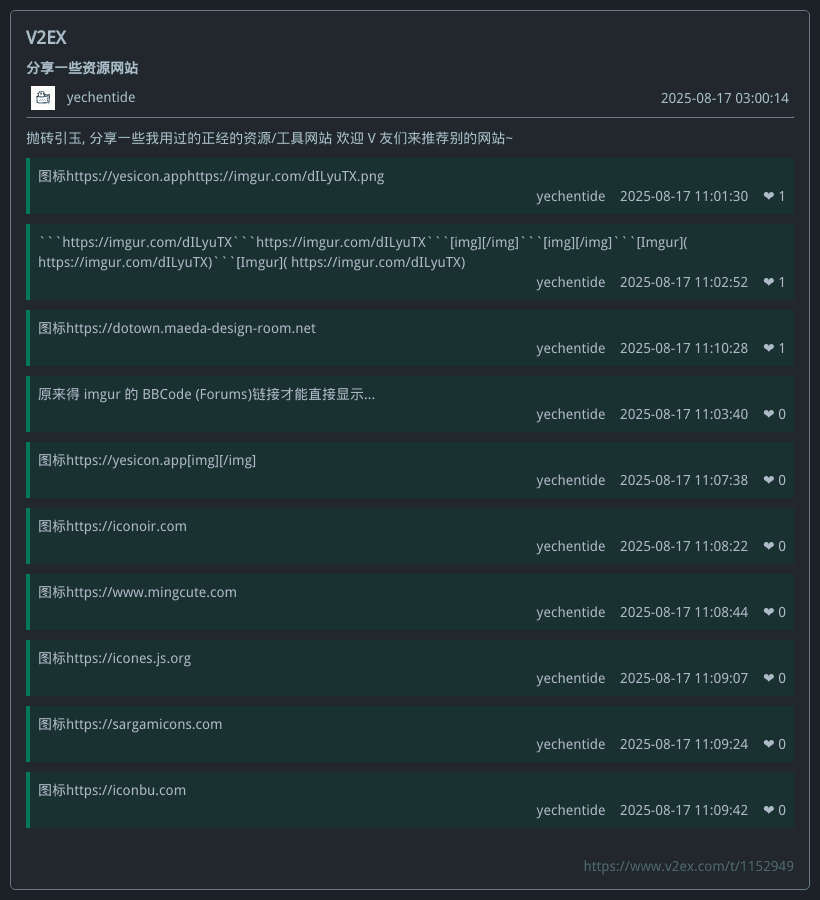 V2EX
分享一些资源网站
yechentide 2025-08-17 03:00:14
抛砖引玉, 分享一些我用过的正经的资源/工具网站 欢迎 V 友们来推荐别的网站~
图标https://yesicon.apphttps://imgur.com/dILyuTX.png
yechentide 2025-08-17 11:01:30 ❤ 1
```https://imgur.com/dILyuTX```https://imgur.com/dILyuTX```[img][/img]```[img][/img]```[Imgur](
https://imgur.com/dILyuTX)```[Imgur]( https://imgur.com/dILyuTX)
yechentide 2025-08-17 11:02:52 ❤ 1
图标https://dotown.maeda-design-room.net
yechentide 2025-08-17 11:10:28 ❤ 1
原来得 imgur 的 BBCode (Forums)链接才能直接显示...
yechentide 2025-08-17 11:03:40 ❤ 0
图标https://yesicon.app[img][/img]
yechentide 2025-08-17 11:07:38 ❤ 0
图标https://iconoir.com
yechentide 2025-08-17 11:08:22 ❤ 0
图标https://www.mingcute.com
yechentide 2025-08-17 11:08:44 ❤ 0
图标https://icones.js.org
yechentide 2025-08-17 11:09:07 ❤ 0
图标https://sargamicons.com
yechentide 2025-08-17 11:09:24 ❤ 0
图标https://iconbu.com
yechentide 2025-08-17 11:09:42 ❤ 0
https://www.v2ex.com/t/1152949